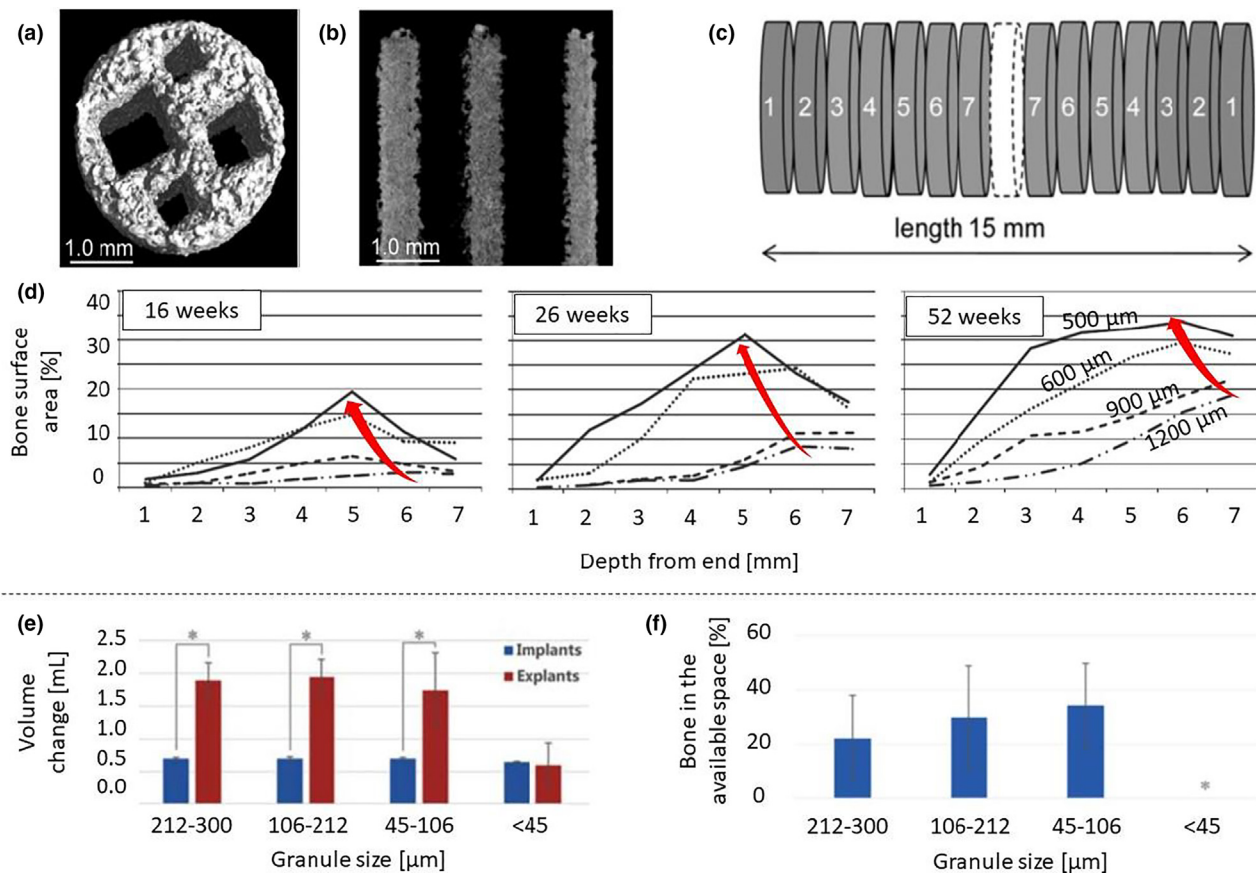 (a)
1.0 mm
(b)
1.0 mm
(c)
1 2 3 4 5 6 7 7 6 5 4 3 2 1
length 15 mm
(d)
Bone surface
area [%]
40
30
20
10
0
16 weeks
1 2 3 4 5 6 7
26 weeks
1 2 3 4 5 6 7
52 weeks
500 µm
600 µm
900 µm
1200 µm
1 2 3 4 5 6 7
Depth from end [mm]
(e)
Volume
change [mL]
2.5
2.0
1.5
1.0
0.5
0.0
* * *
Implants
Explants
212-300 106-212 45-106 <45
Granule size [µm]
(f)
Bone in the
available space [%]
60
40
20
0
*
212-300 106-212 45-106 <45
Granule size [µm]